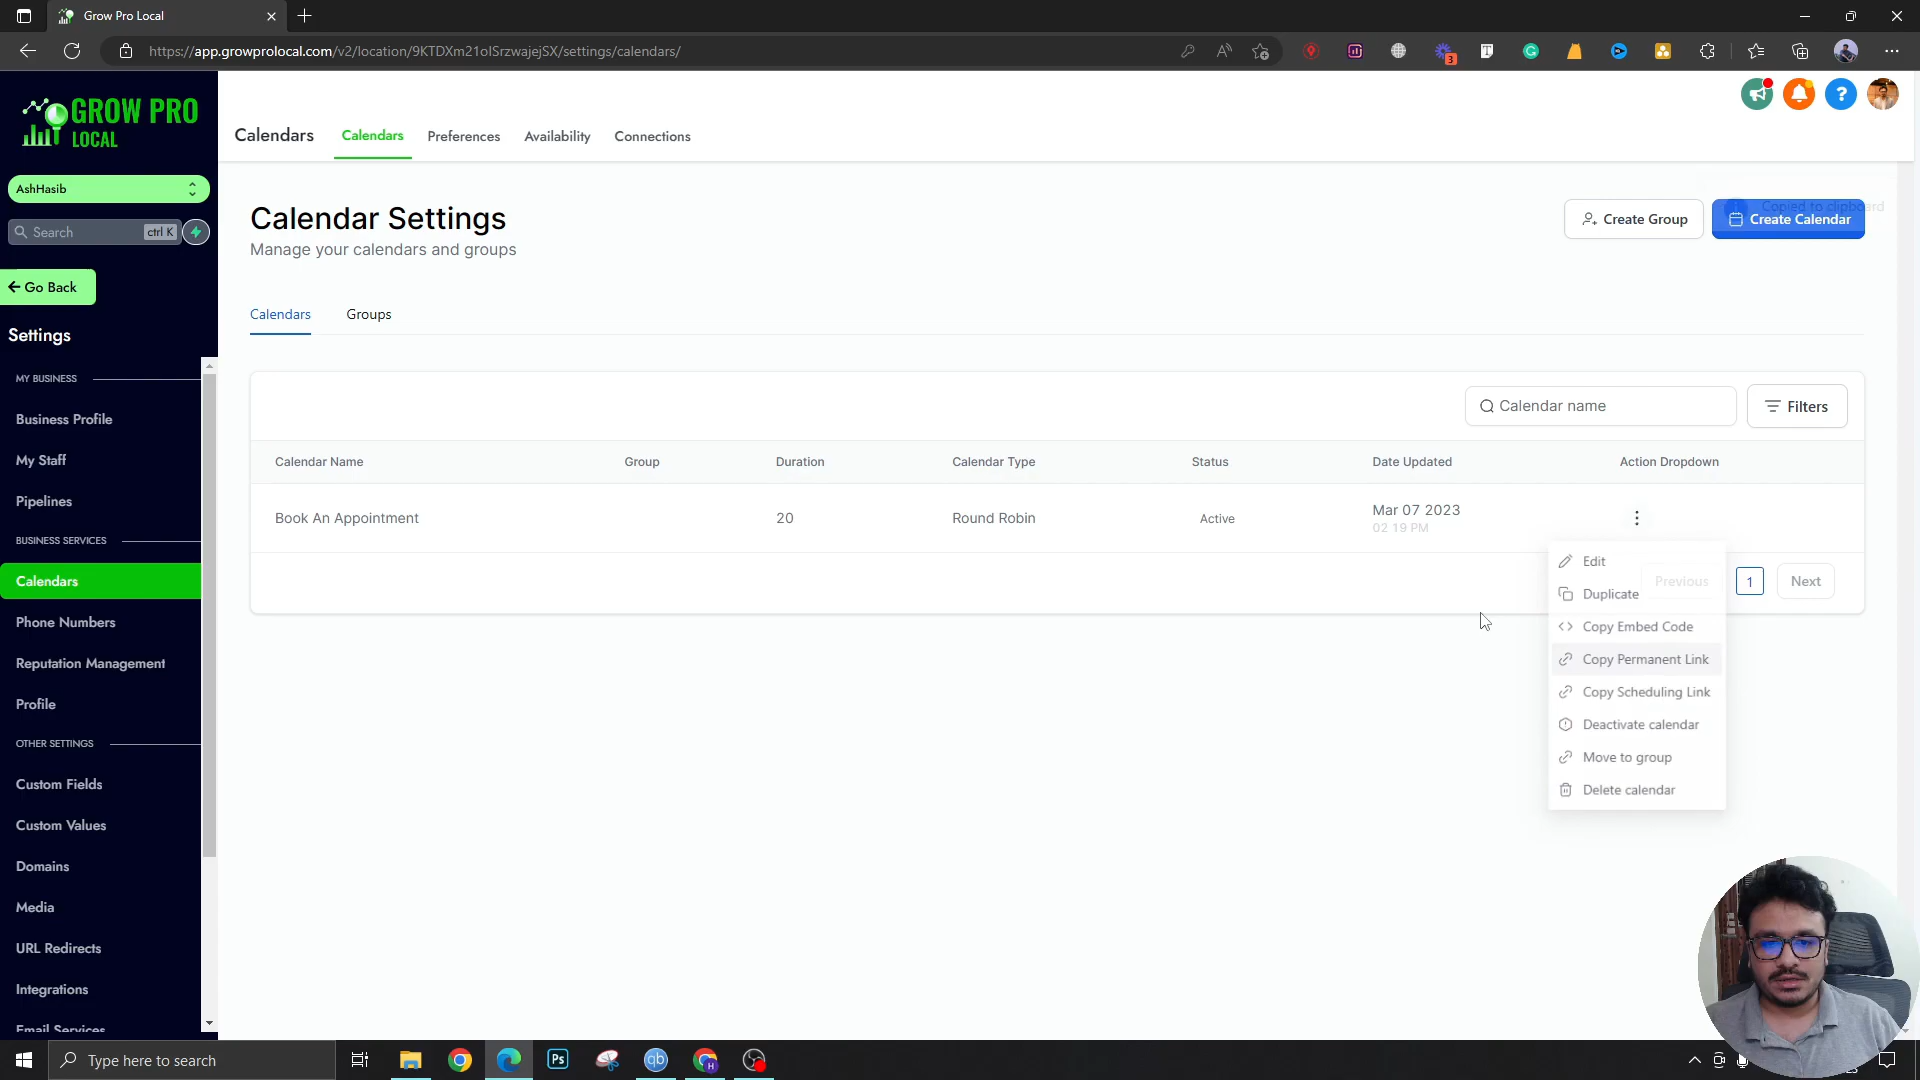 Grow Pro Local
https://app.growprolocal.com/v2/location/9KTDXm21olSrzwajejSX/settings/calendars/
3
GROW PRO
LOCAL
AshHasib
Search
ctrl K
Go Back
Settings
MY BUSINESS
Business Profile
My Staff
Pipelines
BUSINESS SERVICES
Calendars
Phone Numbers
Reputation Management
Profile
OTHER SETTINGS
Custom Fields
Custom Values
Domains
Media
URL Redirects
Integrations
Email Services
Calendars
Calendars
Preferences
Availability
Connections
?
Calendar Settings
Manage your calendars and groups
Create Group
Create Calendar
Copied to clipboard
Calendars
Groups
Calendar name
Filters
Calendar Name
Group
Duration
Calendar Type
Status
Date Updated
Action Dropdown
Book An Appointment
20
Round Robin
Active
Mar 07 2023
02 19 PM
Previous
1
Next
Edit
Duplicate
Copy Embed Code
Copy Permanent Link
Copy Scheduling Link
Deactivate calendar
Move to group
Delete calendar
Type here to search
Ps
qb
H